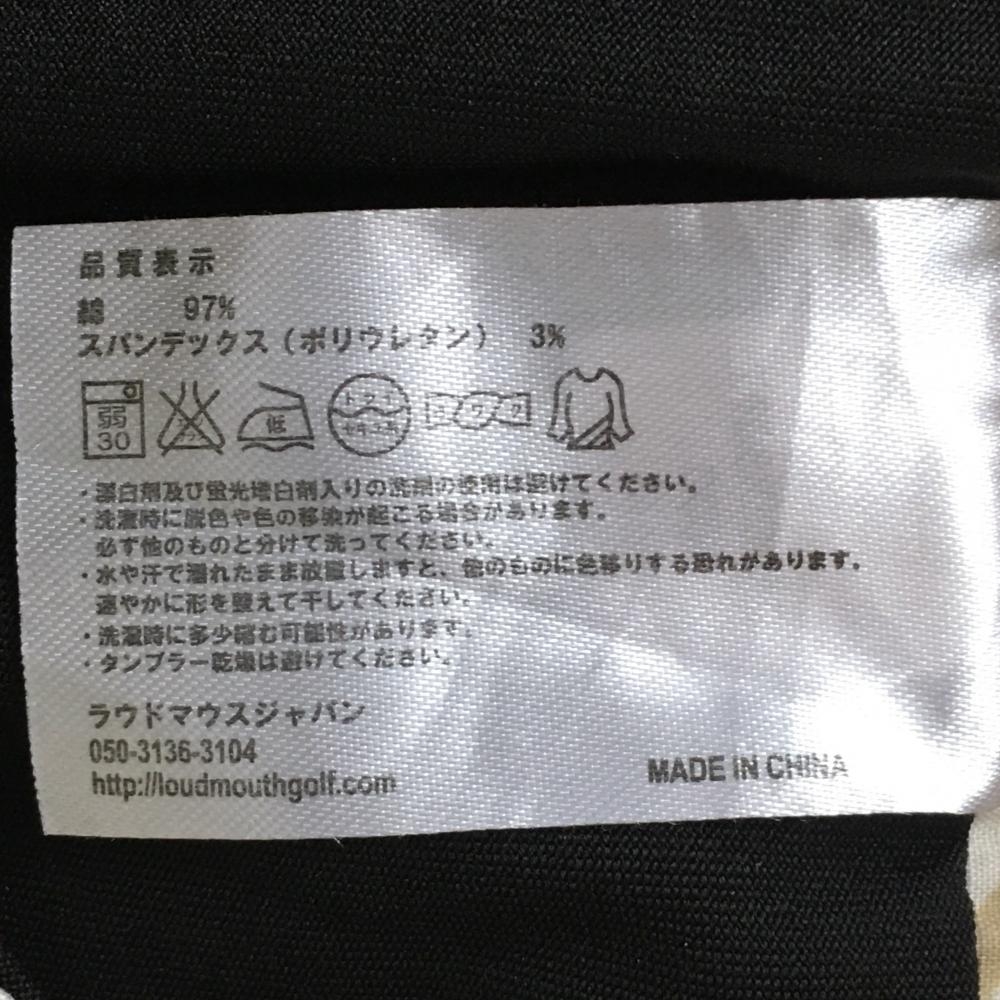 品質表示
綿 97%
スパンデックス（ポリウレタン） 3%
弱 30 低 ドライ セキユ系
・漂白剤及び蛍光増白剤入りの洗剤の使用は避けてください。
・洗濯時に脱色や色の移染が起こる場合があります。
必ず他のものと分けて洗ってください。
・水や汗で濡れたまま放置しますと、他のものに色移りする恐れがあります。
速やかに形を整えて干してください。
・洗濯時に多少縮む可能性があります。
・タンブラー乾燥は避けてください。
ラウドマウスジャパン
050-3136-3104
http://loudmouthgolf.com
MADE IN CHINA